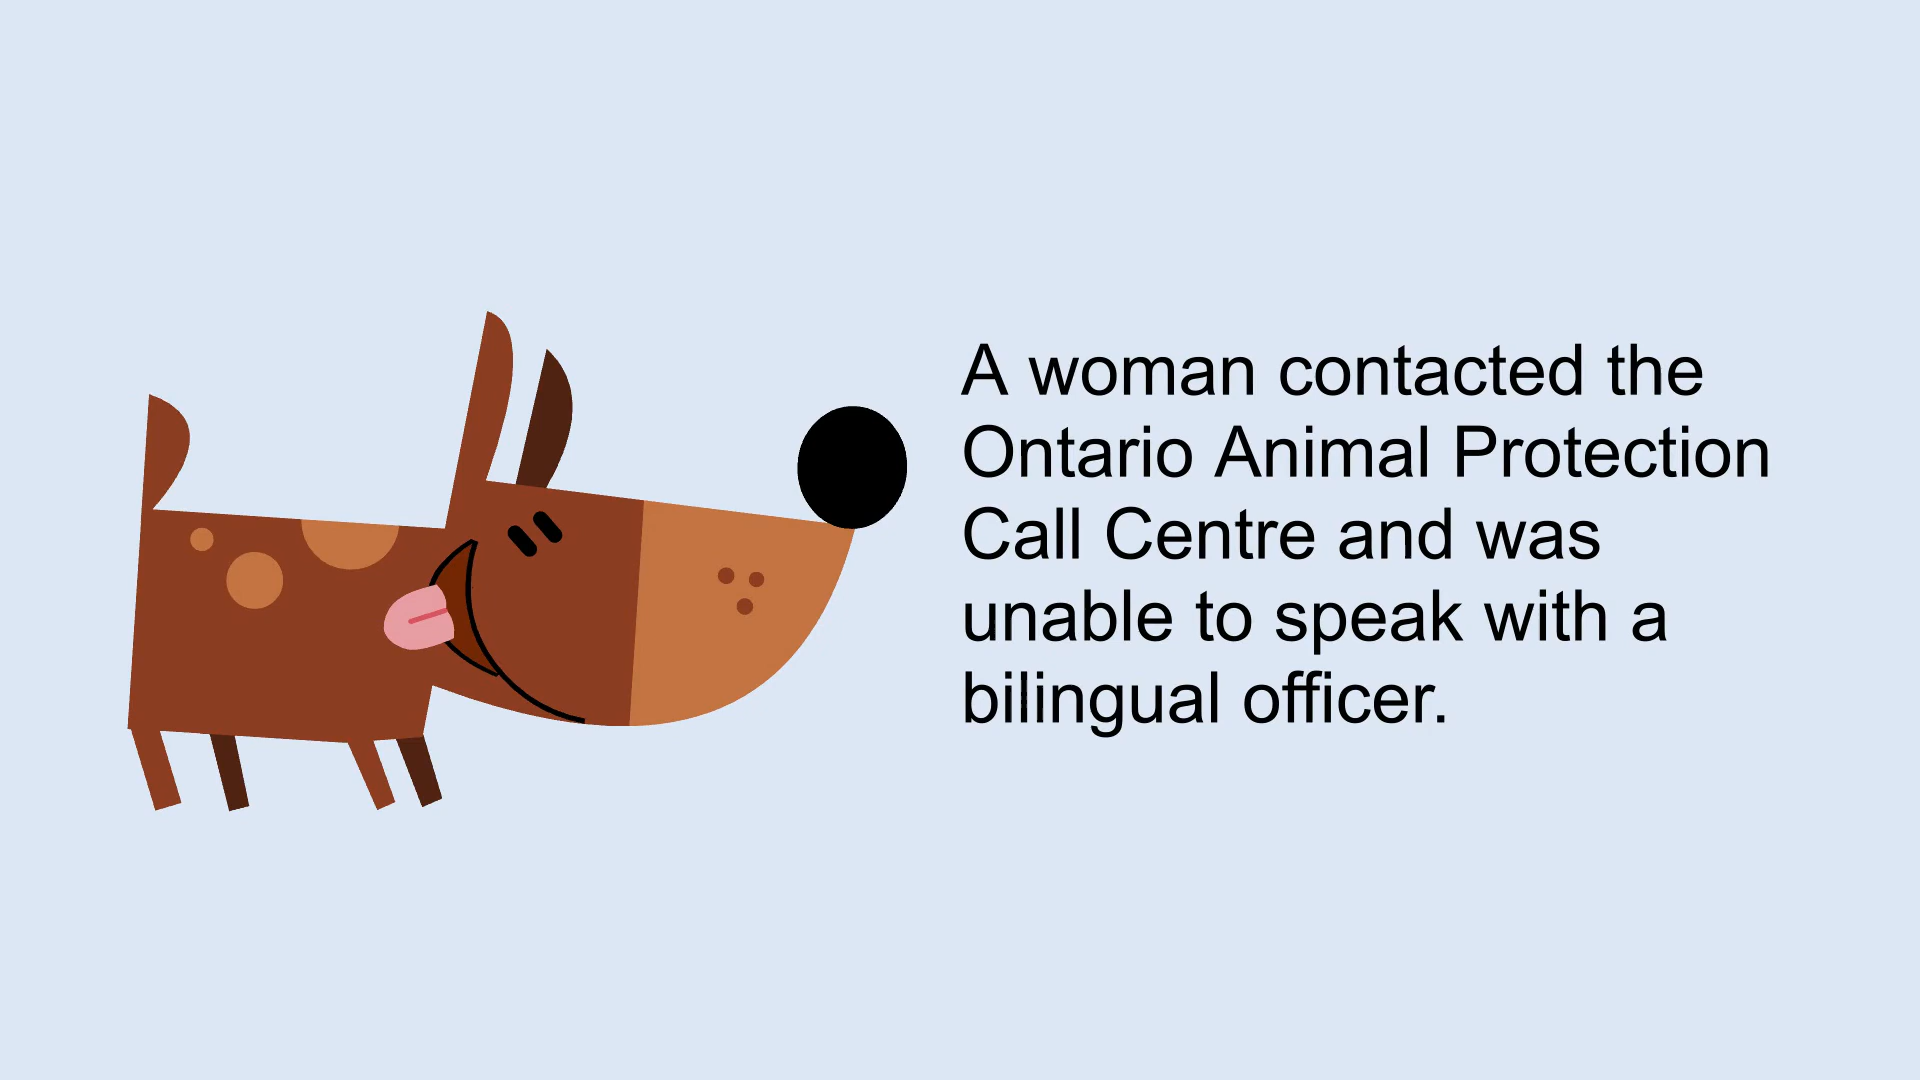 A woman contacted the
Ontario Animal Protection
Call Centre and was
unable to speak with a
bilingual officer.